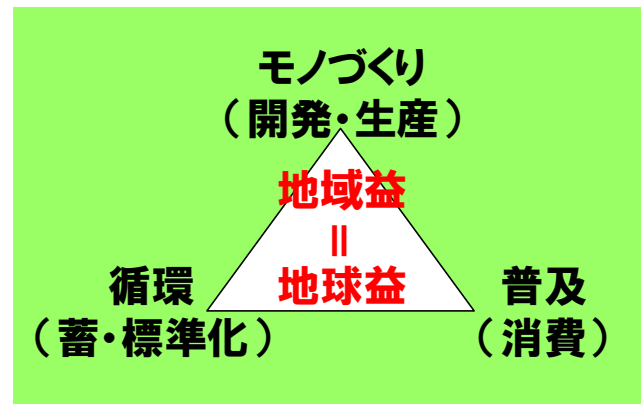 モノづくり
（開発・生産）
地域益
＝
地球益
循環
（蓄・標準化）
普及
（消費）